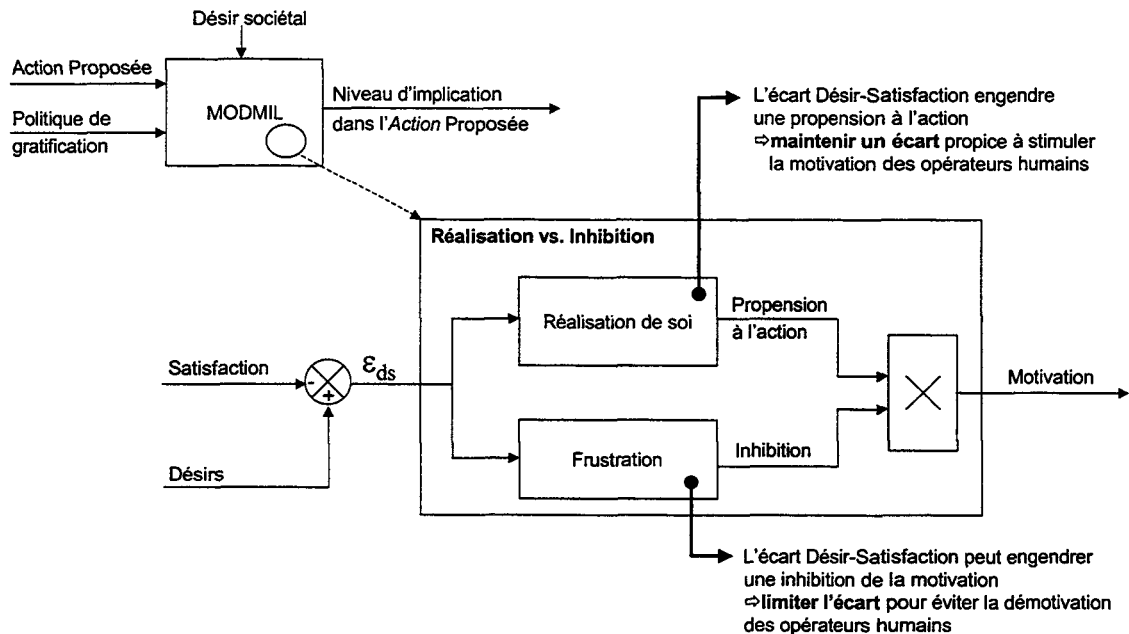 Désir sociétal
Action Proposée
Politique de
gratification
MODMIL
Niveau d'implication
dans l'Action Proposée
L'écart Désir-Satisfaction engendre
une propension à l'action
⇨maintenir un écart propice à stimuler
la motivation des opérateurs humains
Réalisation vs. Inhibition
Réalisation de soi
Propension
à l'action
Satisfaction
-
+
εds
Désirs
Frustration
Inhibition
Motivation
L'écart Désir-Satisfaction peut engendrer
une inhibition de la motivation
⇨limiter l'écart pour éviter la démotivation
des opérateurs humains